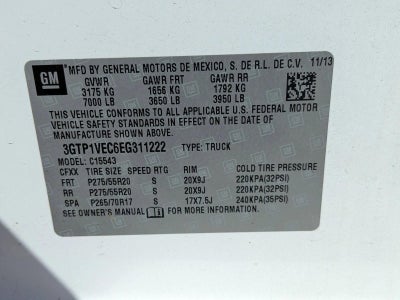 GM MFD BY GENERAL MOTORS DE MEXICO, S. DE R.L. DE C.V. 11/13
GVWR GAWR FRT GAWR RR
3175 KG 1656 KG 1792 KG
7000 LB 3650 LB 3950 LB
THIS VEHICLE CONFORMS TO ALL APPLICABLE U.S. FEDERAL MOTOR
VEHICLE SAFETY, BUMPER, AND THEFT PREVENTION STANDARDS
IN EFFECT ON THE DATE OF MANUFACTURE SHOWN ABOVE.
3GTP1VEC6EG311222 TYPE: TRUCK
MODEL: C15543
CFXX TIRE SIZE SPEED RTG RIM COLD TIRE PRESSURE
FRT P275/55R20 S 20X9J 220KPA(32PSI)
RR P275/55R20 S 20X9J 220KPA(32PSI)
SPA P265/70R17 S 17X7.5J 240KPA(35PSI)
SEE OWNER'S MANUAL FOR MORE INFORMATION.